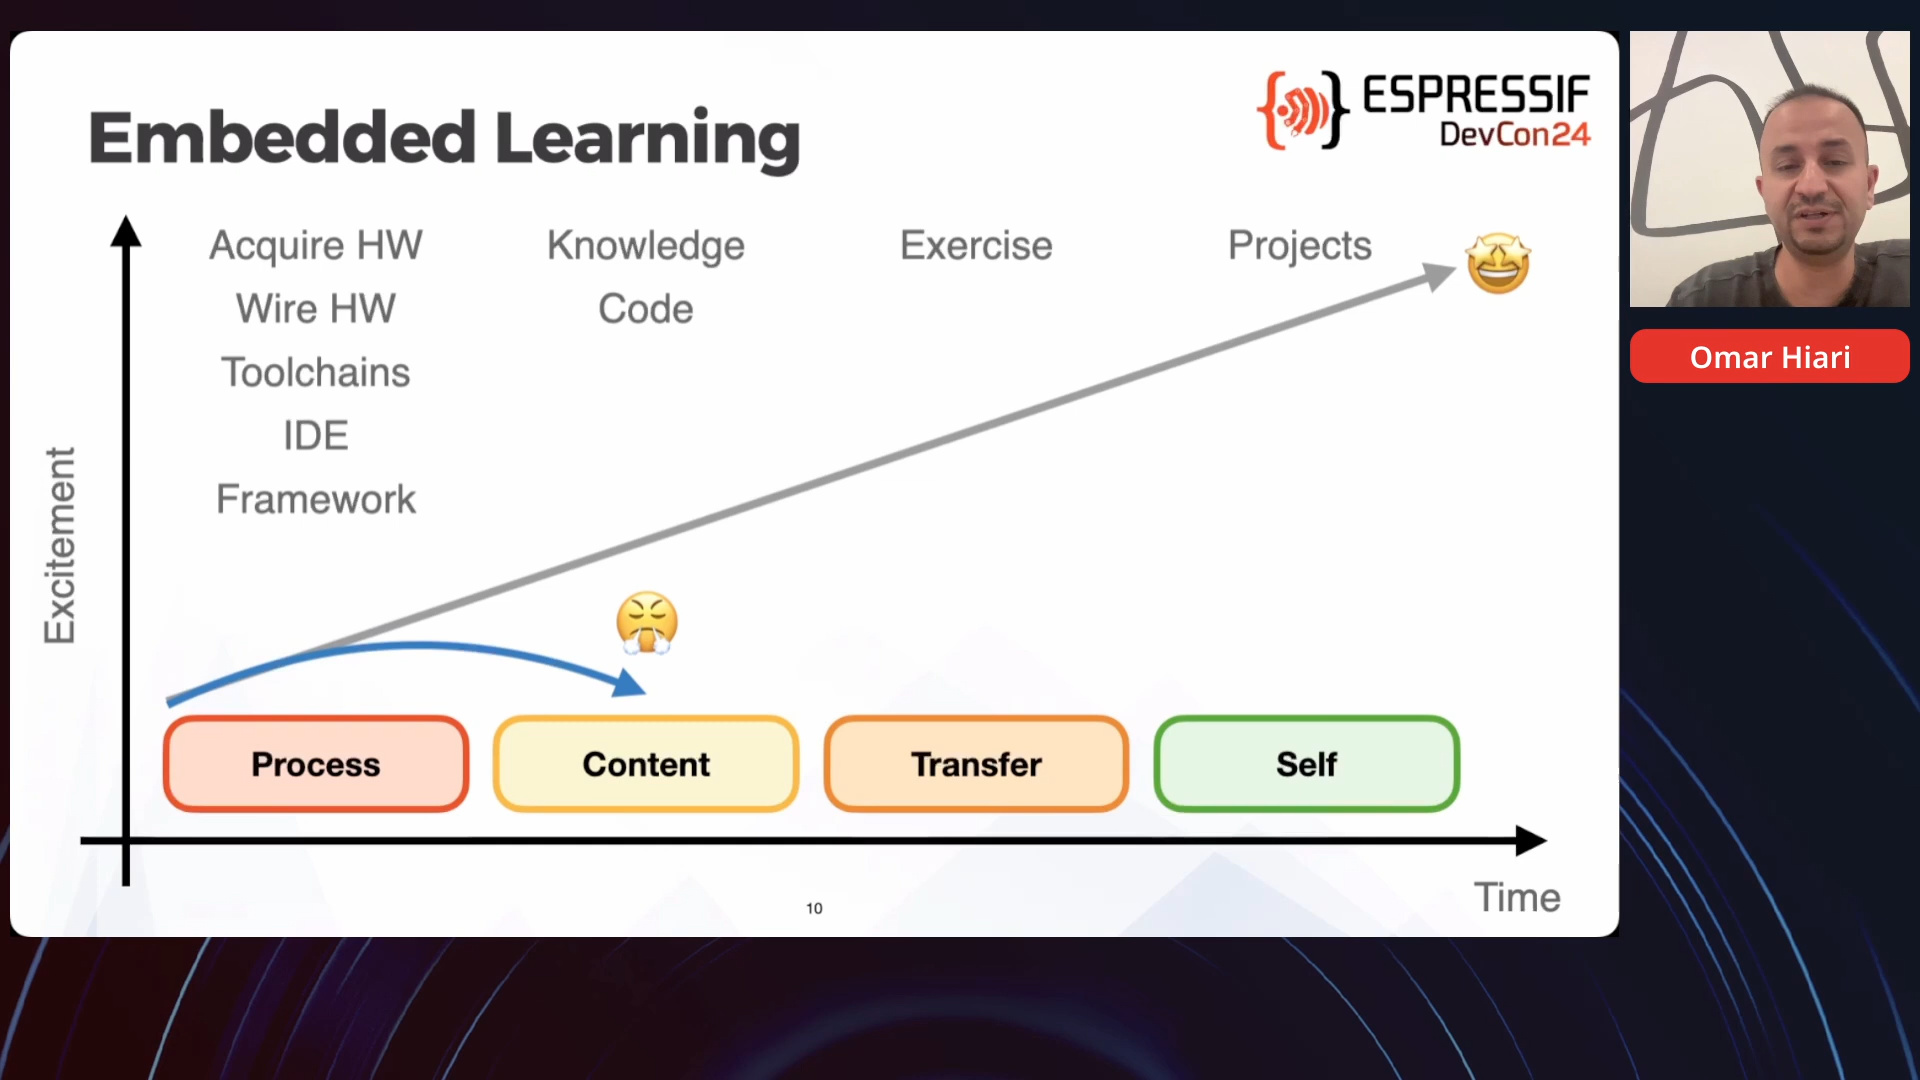 Embedded Learning
ESPRESSIF
DevCon24
Acquire HW
Wire HW
Toolchains
IDE
Framework
Knowledge
Code
Exercise
Projects
Excitement
Process
Content
Transfer
Self
Time
10
Omar Hiari